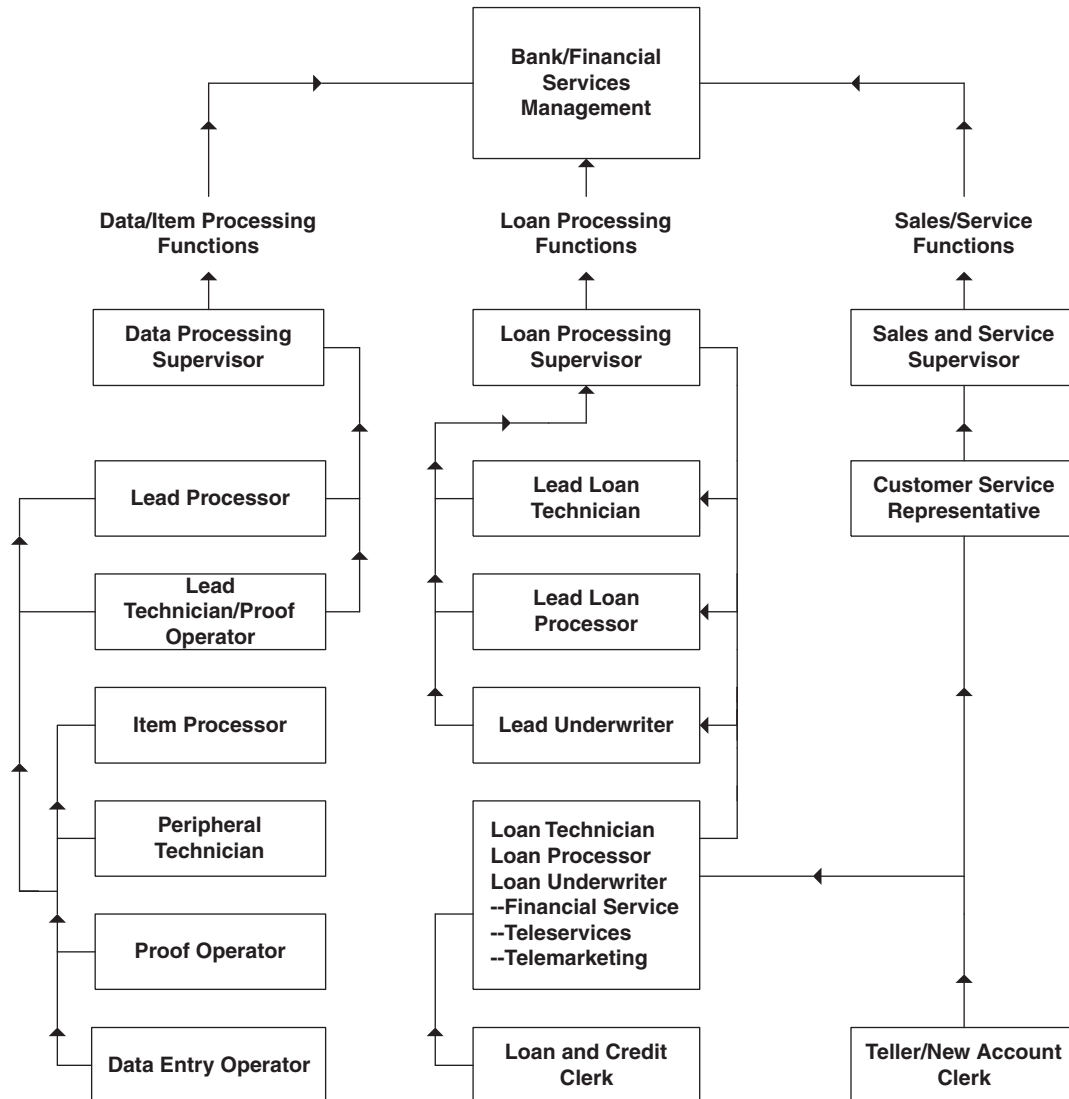 Bank/Financial
Services
Management
Data/Item Processing
Functions
Loan Processing
Functions
Sales/Service
Functions
Data Processing
Supervisor
Loan Processing
Supervisor
Sales and Service
Supervisor
Lead Processor
Lead Loan
Technician
Customer Service
Representative
Lead
Technician/Proof
Operator
Lead Loan
Processor
Item Processor
Lead Underwriter
Peripheral
Technician
Loan Technician
Loan Processor
Loan Underwriter
--Financial Service
--Teleservices
--Telemarketing
Proof Operator
Data Entry Operator
Loan and Credit
Clerk
Teller/New Account
Clerk